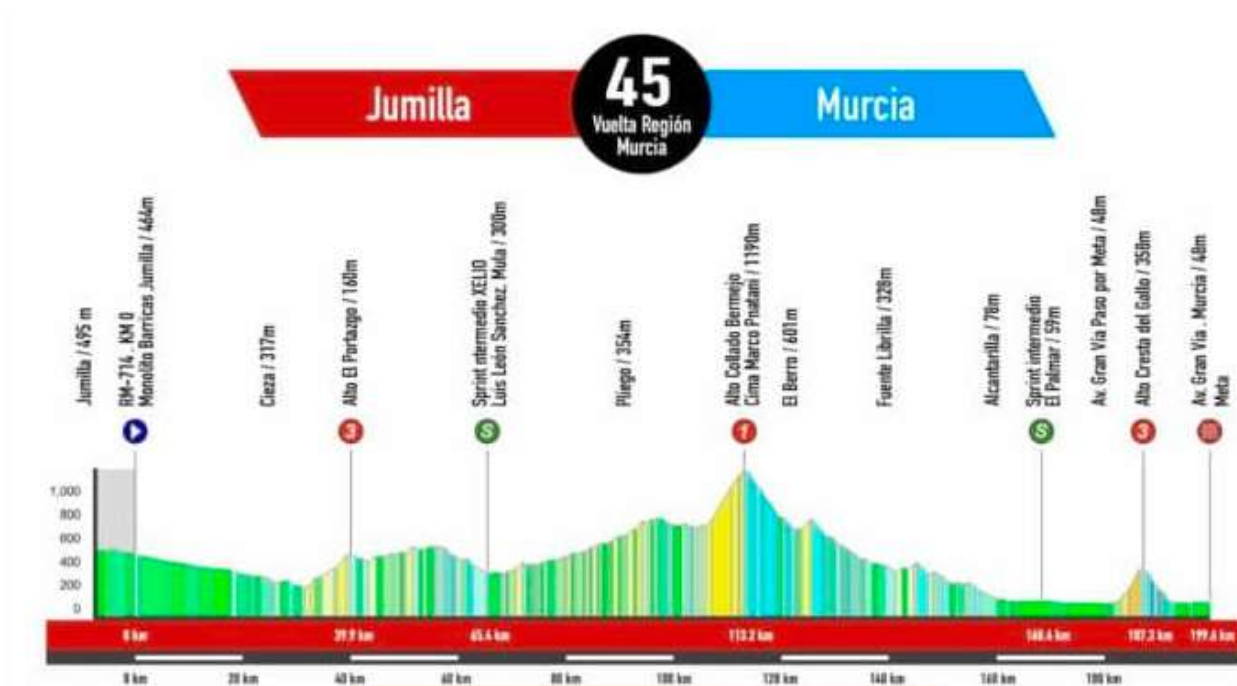 Jumilla
45
Vuelta Región
Murcia
Murcia
Jumilla / 495 m
RM-714 . KM 0
Monolito Barricas Jumilla / 464m
Cieza / 317m
Alto El Portazgo / 160m
Sprint ntermedio XELIO
Luis León Sanchez. Mula / 300m
Pliego / 354m
Alto Collado Bermejo
Cima Marco Pnatani / 1190m
El Berro / 601m
Fuente Librilla / 328m
Alcantarilla / 78m
Sprint intermedio
El Palmar / 59m
Av. Gran Vía Paso por Meta / 48m
Alto Cresta del Gallo / 358m
Av. Gran Vía . Murcia / 48m
Meta
3
S
1
S
3
1,000
800
600
400
200
0
0 km
39.9 km
65.4 km
113.2 km
168.6 km
187.3 km
199.6 km
0 km
20 km
40 km
60 km
80 km
100 km
120 km
140 km
160 km
180 km